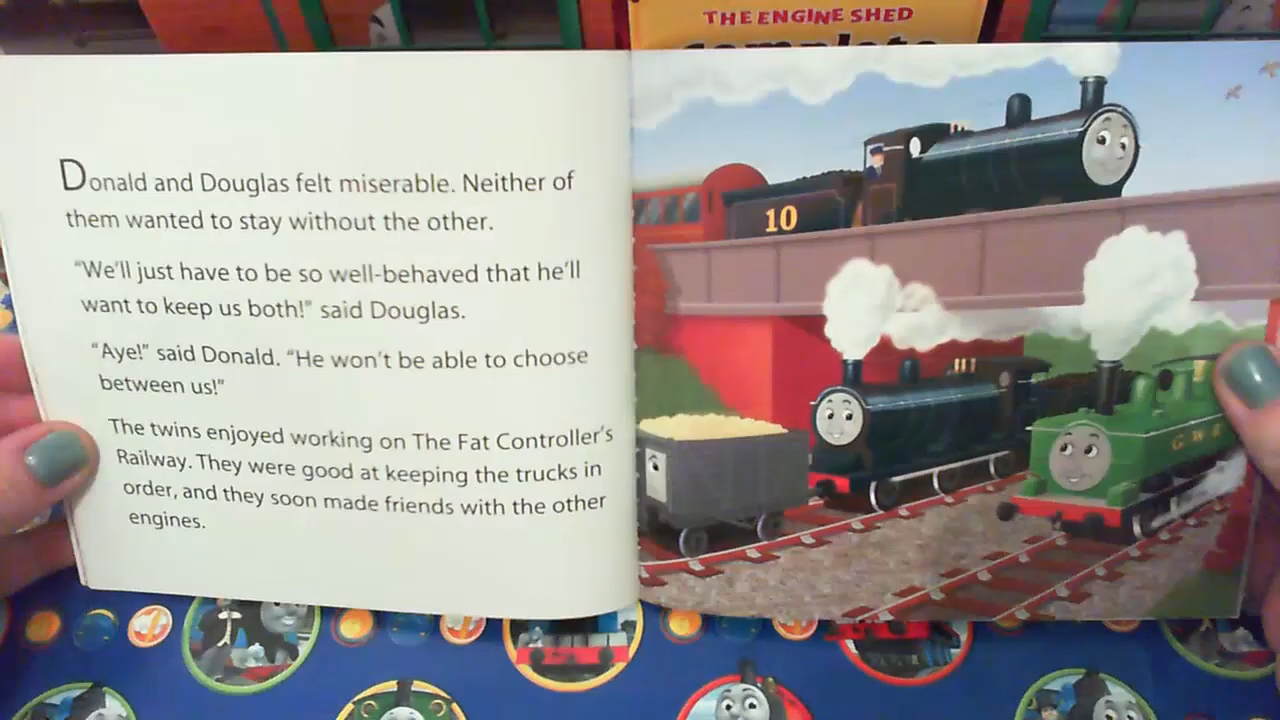 THE ENGINE SHED
complete
Donald and Douglas felt miserable. Neither of
them wanted to stay without the other.
“We’ll just have to be so well-behaved that he’ll
want to keep us both!” said Douglas.
“Aye!” said Donald. “He won’t be able to choose
between us!”
The twins enjoyed working on The Fat Controller’s
Railway. They were good at keeping the trucks in
order, and they soon made friends with the other
engines.
10
G W R